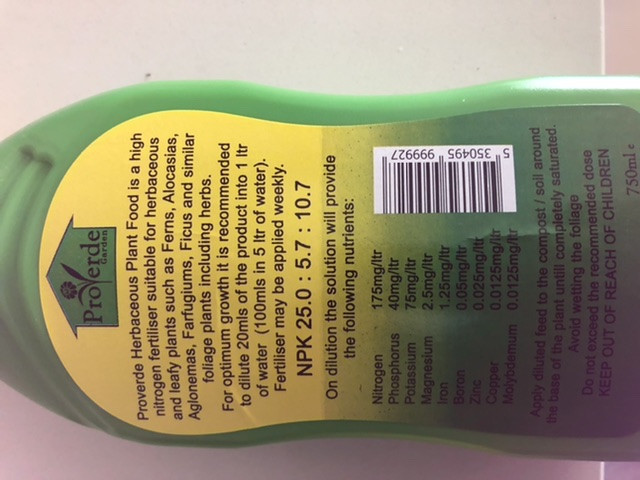 ProVerde
Garden
Proverde Herbaceous Plant Food is a high
nitrogen fertiliser suitable for herbaceous
and leafy plants such as Ferns, Alocasias,
Aglonemas, Farfugiums, Ficus and similar
foliage plants including herbs.
For optimum growth it is recommended
to dilute 20mls of the product into 1 ltr
of water (100mls in 5 ltr of water).
Fertiliser may be applied weekly.
NPK 25.0 : 5.7 : 10.7
On dilution the solution will provide
the following nutrients:
Nitrogen 175mg/ltr
Phosphorus 40mg/ltr
Potassium 75mg/ltr
Magnesium 2.5mg/ltr
Iron 1.25mg/ltr
Boron 0.05mg/ltr
Zinc 0.025mg/ltr
Copper 0.0125mg/ltr
Molybdemum 0.0125mg/ltr
5 350495 999927
Apply diluted feed to the compost / soil around
the base of the plant untill completely saturated.
Avoid wetting the foliage
Do not exceed the recommended dose
KEEP OUT OF REACH OF CHILDREN
750ml e